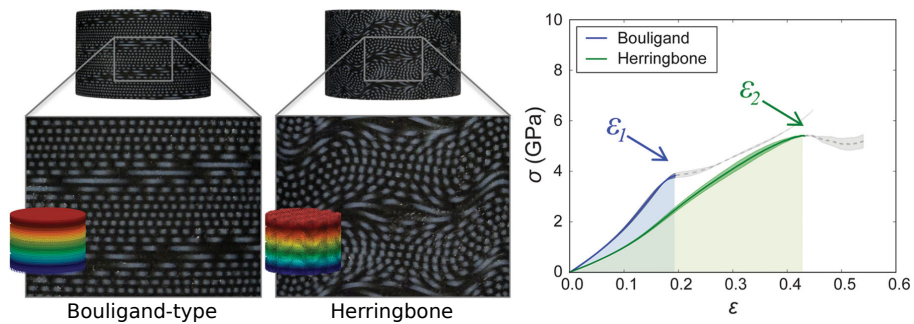 Bouligand-type
Herringbone
Bouligand
Herringbone
ε1
ε2
σ (GPa)
10
8
6
4
2
0
0.0
0.1
0.2
0.3
0.4
0.5
0.6
ε